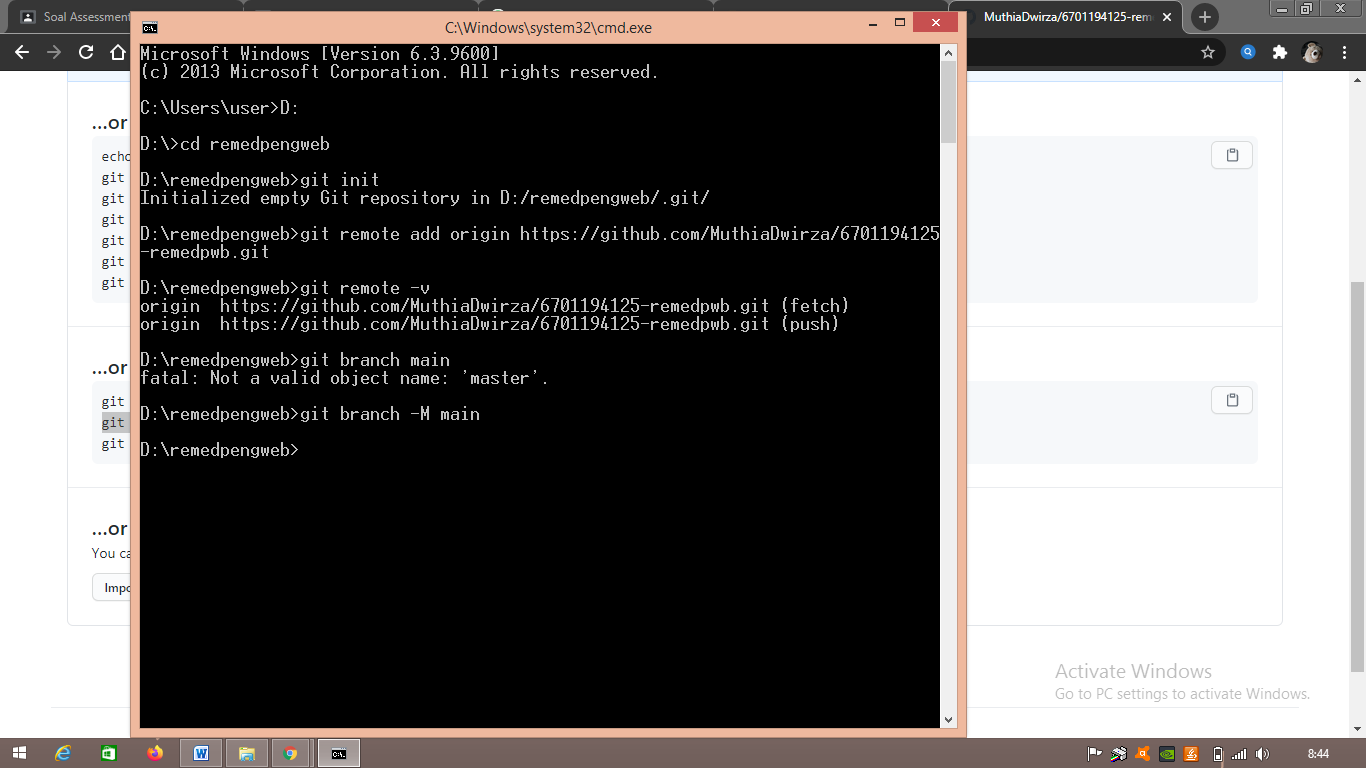 Soal Assessment
MuthiaDwirza/6701194125-rem
C:\Windows\system32\cmd.exe
Microsoft Windows [Version 6.3.9600]
(c) 2013 Microsoft Corporation. All rights reserved.
C:\Users\user>D:
D:\>cd remedpengweb
D:\remedpengweb>git init
Initialized empty Git repository in D:/remedpengweb/.git/
D:\remedpengweb>git remote add origin https://github.com/MuthiaDwirza/6701194125
-remedpwb.git
D:\remedpengweb>git remote -v
origin  https://github.com/MuthiaDwirza/6701194125-remedpwb.git (fetch)
origin  https://github.com/MuthiaDwirza/6701194125-remedpwb.git (push)
D:\remedpengweb>git branch main
fatal: Not a valid object name: 'master'.
D:\remedpengweb>git branch -M main
D:\remedpengweb>
...or
echo
git
git
git
git
git
git
...or
git
git
git
...or
You ca
Impo
Activate Windows
Go to PC settings to activate Windows.
8:44